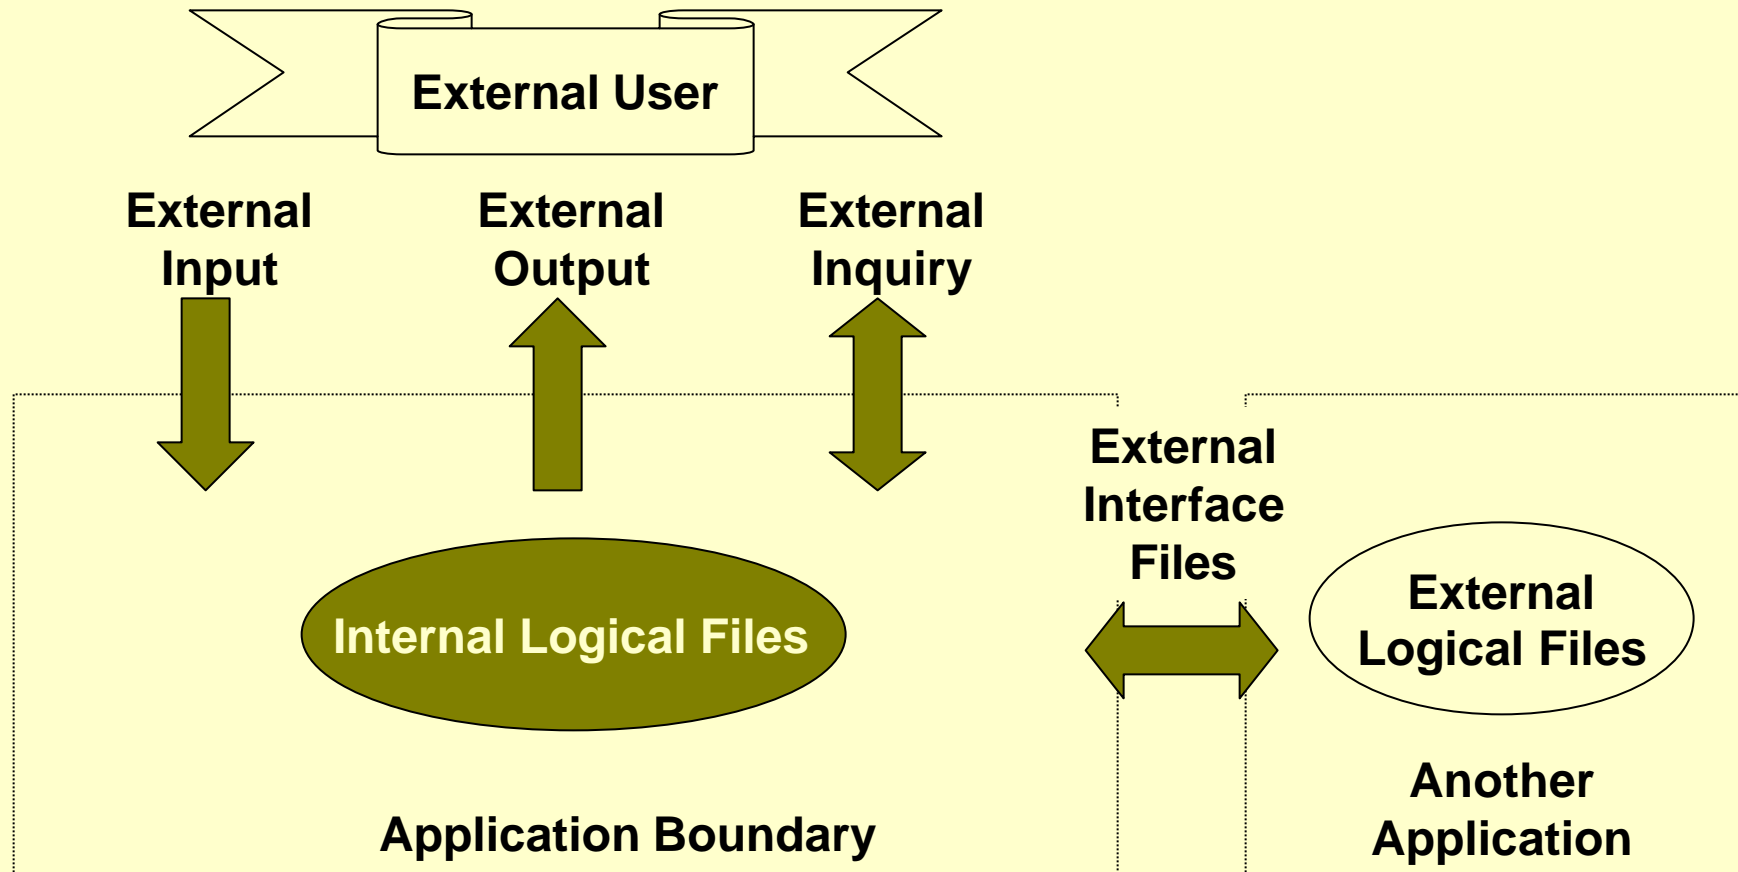 External User
External
Input
External
Output
External
Inquiry
External
Interface
Files
Internal Logical Files
External
Logical Files
Application Boundary
Another
Application